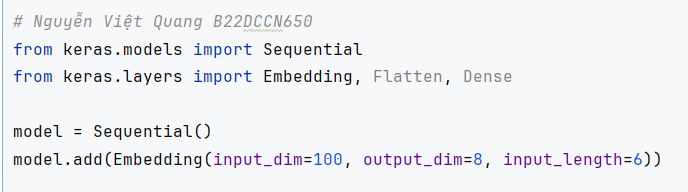 # Nguyễn Việt Quang B22DCCN650
from keras.models import Sequential
from keras.layers import Embedding, Flatten, Dense
model = Sequential()
model.add(Embedding(input_dim=100, output_dim=8, input_length=6))